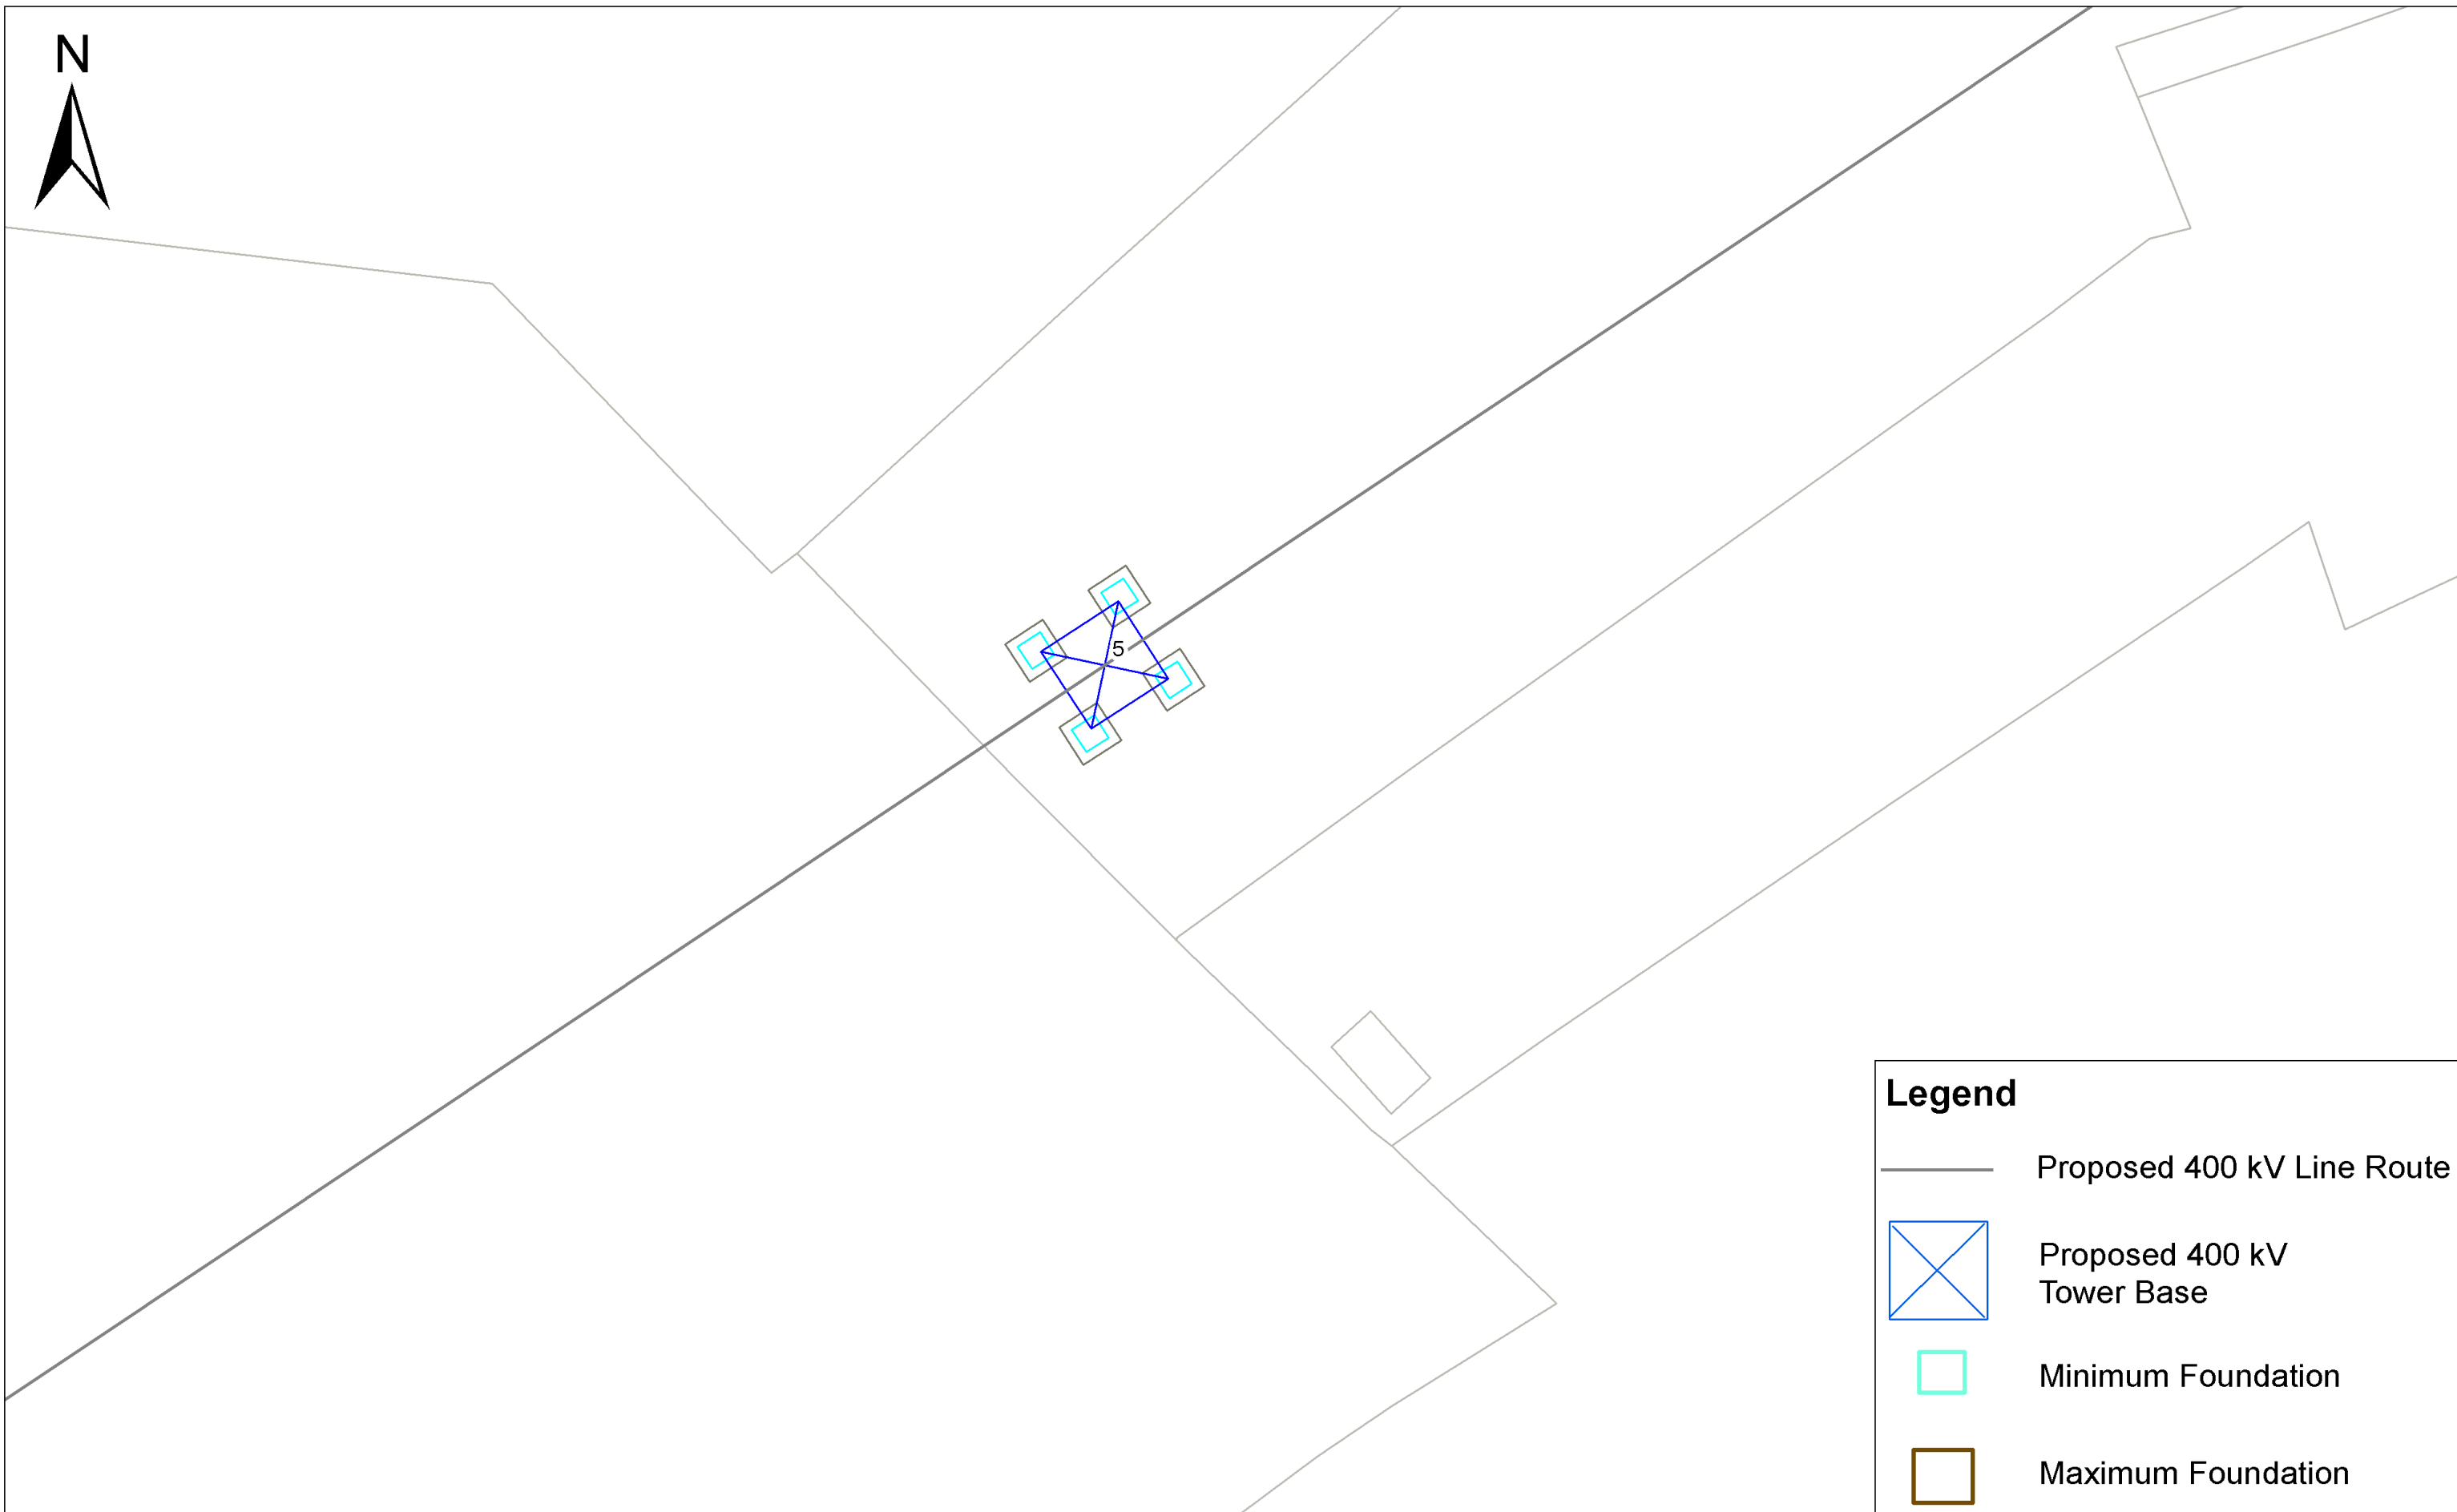 N
5
Legend
Proposed 400 kV Line Route
Proposed 400 kV
Tower Base
Minimum Foundation
Maximum Foundation